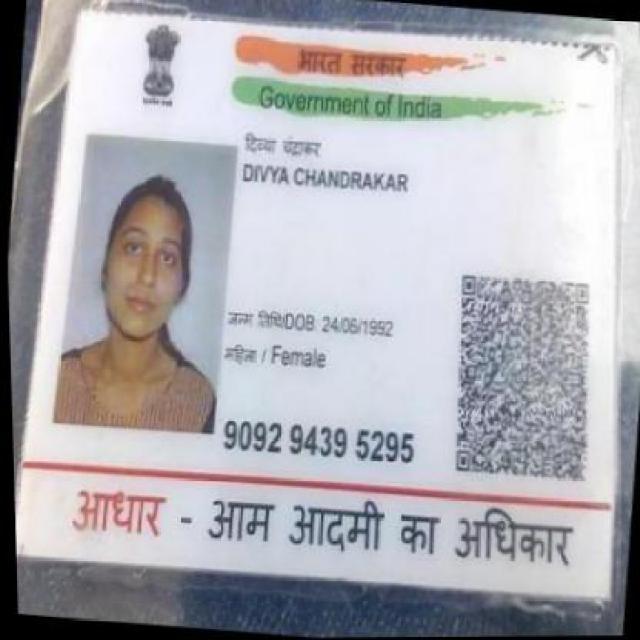 भारत सरकार
Government of India
दिव्या चंद्राकर
DIVYA CHANDRAKAR
जन्म तिथि/DOB: 24/06/1992
महिला / Female
9092 9439 5295
आधार - आम आदमी का अधिकार